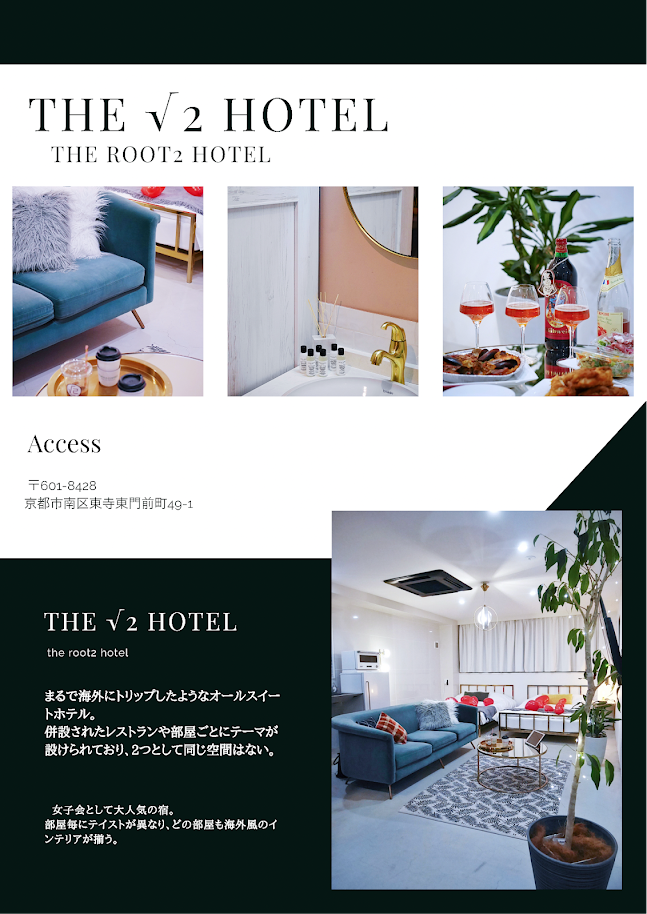 THE √2 HOTEL
THE ROOT2 HOTEL
Access
〒601-8428
京都市南区東寺東門前町49-1
THE √2 HOTEL
the root2 hotel
まるで海外にトリップしたようなオールスイー
トホテル。
併設されたレストランや部屋ごとにテーマが
設けられており、2つとして同じ空間はない。
女子会として大人気の宿。
部屋毎にテイストが異なり、どの部屋も海外風のイ
ンテリアが揃う。